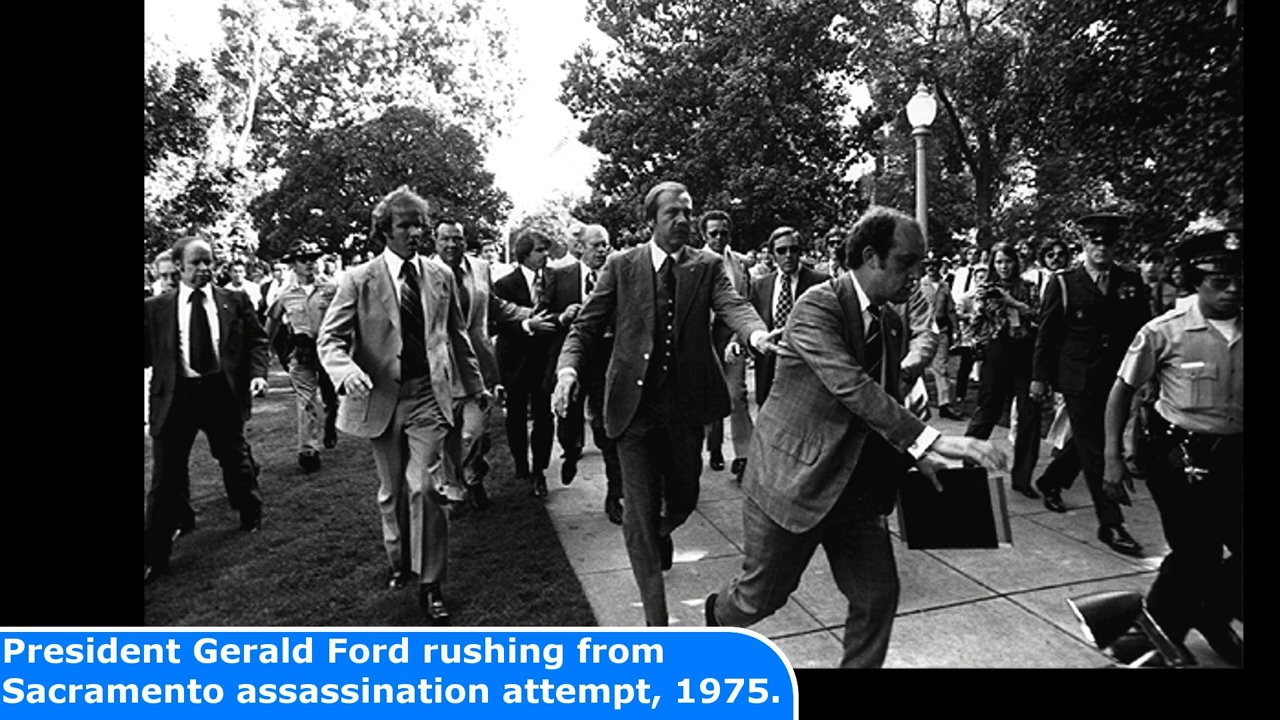 President Gerald Ford rushing from
Sacramento assassination attempt, 1975.